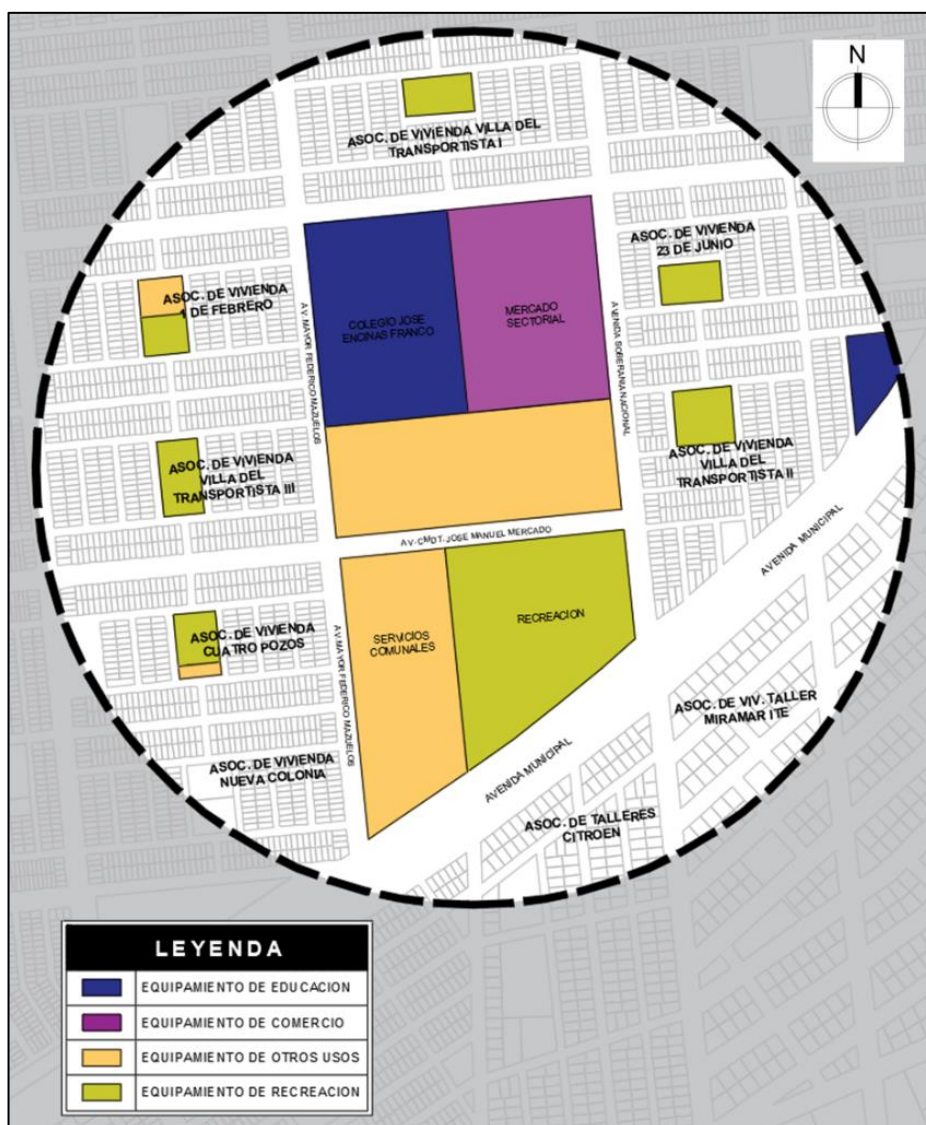 N
ASOC. DE VIVIENDA VILLA DEL
TRANSPORTISTA I
ASOC. DE VIVIENDA
23 DE JUNIO
ASOC. DE VIVIENDA
1 DE FEBRERO
COLEGIO JOSE
ENCINAS FRANCO
MERCADO
SECTORIAL
AV. MAYOR FEDERICO MAZUELOS
AVENIDA SOBERANIA NACIONAL
ASOC. DE VIVIENDA
VILLA DEL
TRANSPORTISTA III
ASOC. DE VIVIENDA
VILLA DEL
TRANSPORTISTA II
AV. CMDT. JOSE MANUEL MERCADO
AVENIDA MUNICIPAL
RECREACION
SERVICIOS
COMUNALES
ASOC. DE VIVIENDA
CUATRO POZOS
AV. MAYOR FEDERICO MAZUELOS
ASOC. DE VIV. TALLER
MIRAMAR ITE
ASOC. DE VIVIENDA
NUEVA COLONIA
AVENIDA MUNICIPAL
ASOC. DE TALLERES
CITROEN
LEYENDA
EQUIPAMIENTO DE EDUCACION
EQUIPAMIENTO DE COMERCIO
EQUIPAMIENTO DE OTROS USOS
EQUIPAMIENTO DE RECREACION